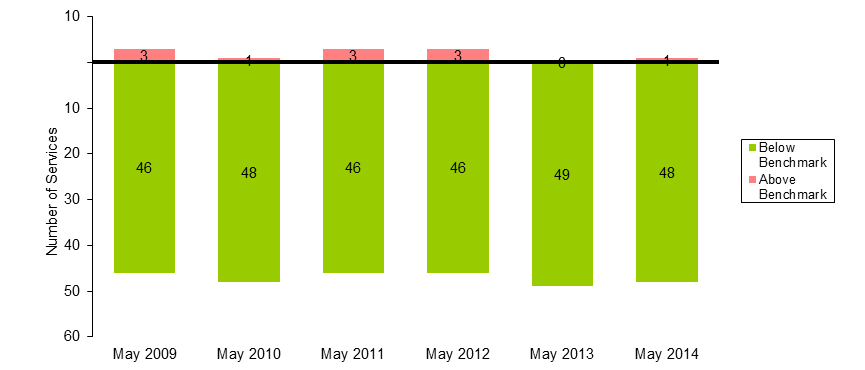 10
10
20
30
40
50
60
Number of Services
3
1
3
3
0
1
46
48
46
46
49
48
May 2009
May 2010
May 2011
May 2012
May 2013
May 2014
Below
Benchmark
Above
Benchmark